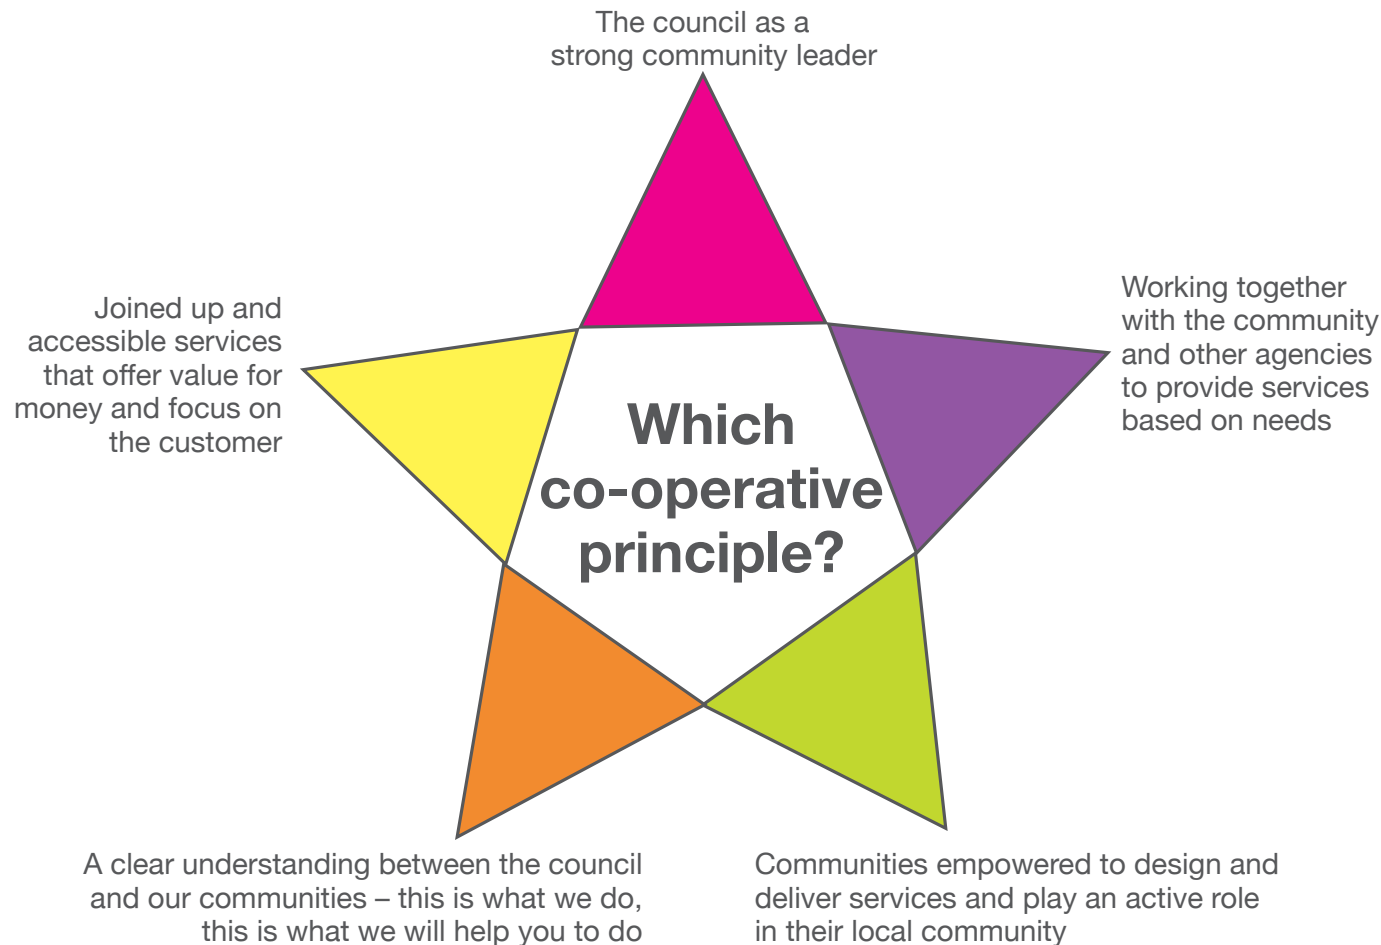 The council as a
strong community leader
Working together
with the community
and other agencies
to provide services
based on needs
Joined up and
accessible services
that offer value for
money and focus on
the customer
Which
co-operative
principle?
A clear understanding between the council
and our communities – this is what we do,
this is what we will help you to do
Communities empowered to design and
deliver services and play an active role
in their local community